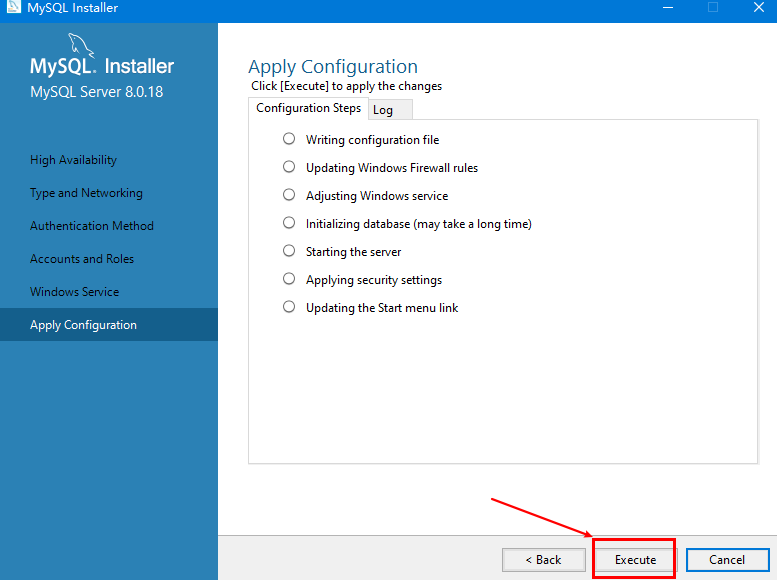 MySQL Installer
MySQL. Installer
MySQL Server 8.0.18
High Availability
Type and Networking
Authentication Method
Accounts and Roles
Windows Service
Apply Configuration
Apply Configuration
Click [Execute] to apply the changes
Configuration Steps Log
Writing configuration file
Updating Windows Firewall rules
Adjusting Windows service
Initializing database (may take a long time)
Starting the server
Applying security settings
Updating the Start menu link
< Back Execute Cancel